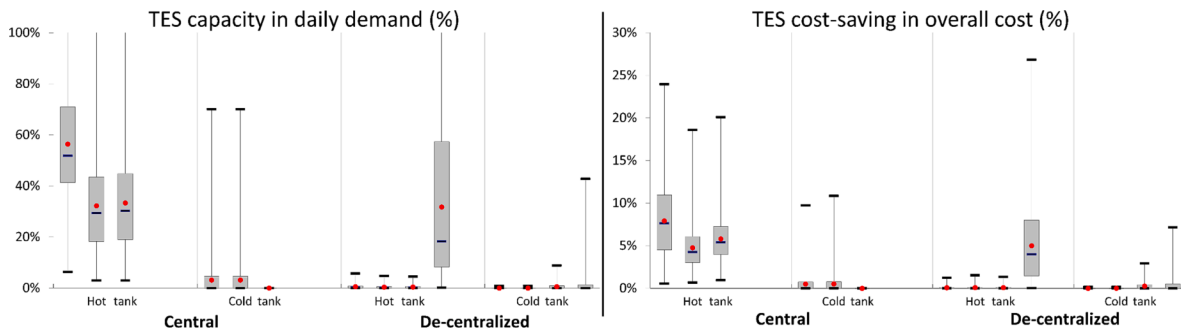 TES capacity in daily demand (%)
100%
80%
60%
40%
20%
0%
Hot tank
Cold tank
Hot tank
Cold tank
Central
De-centralized
TES cost-saving in overall cost (%)
30%
25%
20%
15%
10%
5%
0%
Hot tank
Cold tank
Hot tank
Cold tank
Central
De-centralized